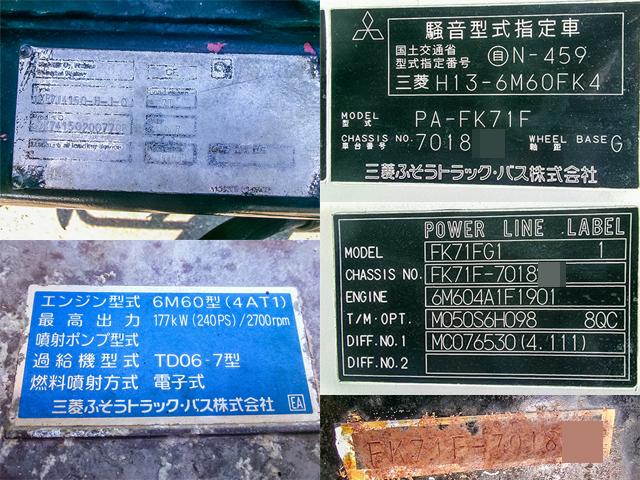 CE
騒音型式指定車
国土交通省
型式指定番号 自N-459
三菱 H13-6M60FK4
MODEL
型式 PA-FK71F
CHASSIS NO.
車台番号 7018
WHEEL BASE
軸距 G
三菱ふそうトラック・バス株式会社
エンジン型式 6M60型(4AT1)
最高出力 177kW(240PS)/2700rpm
噴射ポンプ型式
過給機型式 TD06-7型
燃料噴射方式 電子式
三菱ふそうトラック・バス株式会社 EA
POWER LINE LABEL
MODEL FK71FG1 1
CHASSIS NO. FK71F-7018
ENGINE 6M604A1F1901
T/M・OPT. M050S6H098 8QC
DIFF.NO.1 MC076530(4.111)
DIFF.NO.2
FK71F-7018